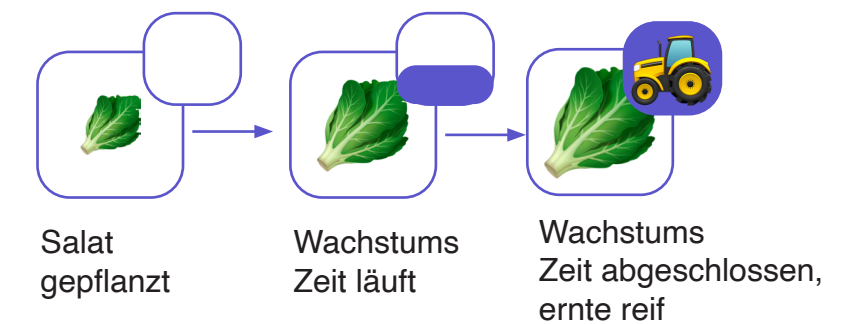 Salat
gepflanzt
Wachstums
Zeit läuft
Wachstums
Zeit abgeschlossen,
ernte reif